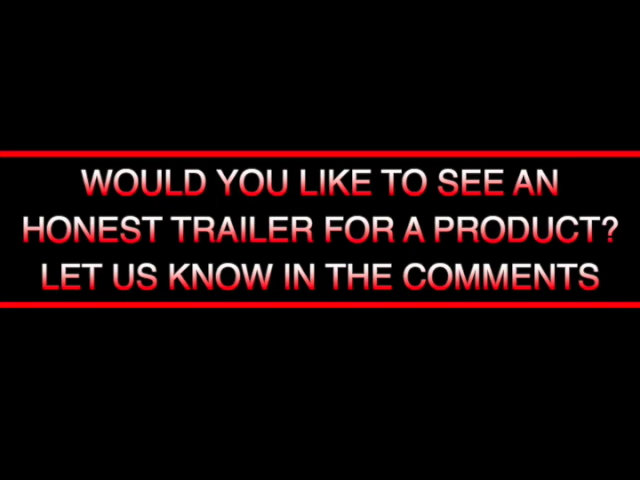 WOULD YOU LIKE TO SEE AN
HONEST TRAILER FOR A PRODUCT?
LET US KNOW IN THE COMMENTS